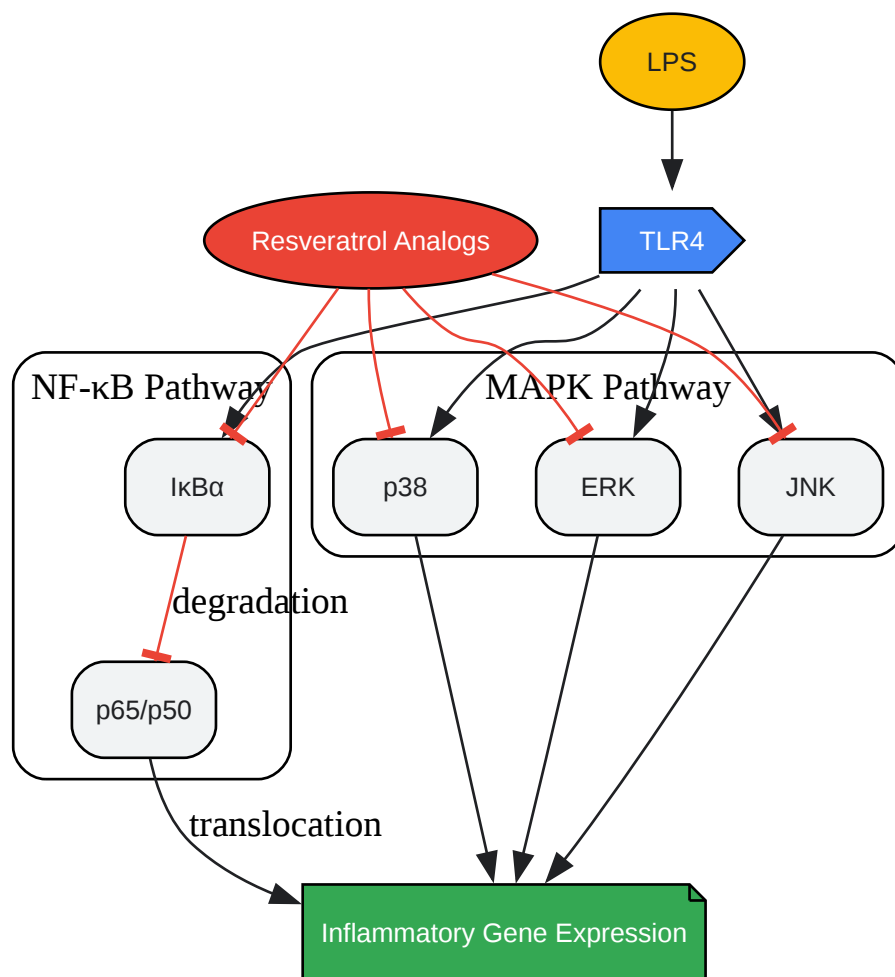 LPS
Resveratrol Analogs
TLR4
NF-κB Pathway
MAPK Pathway
IκBα
p38
ERK
JNK
degradation
p65/p50
translocation
Inflammatory Gene Expression